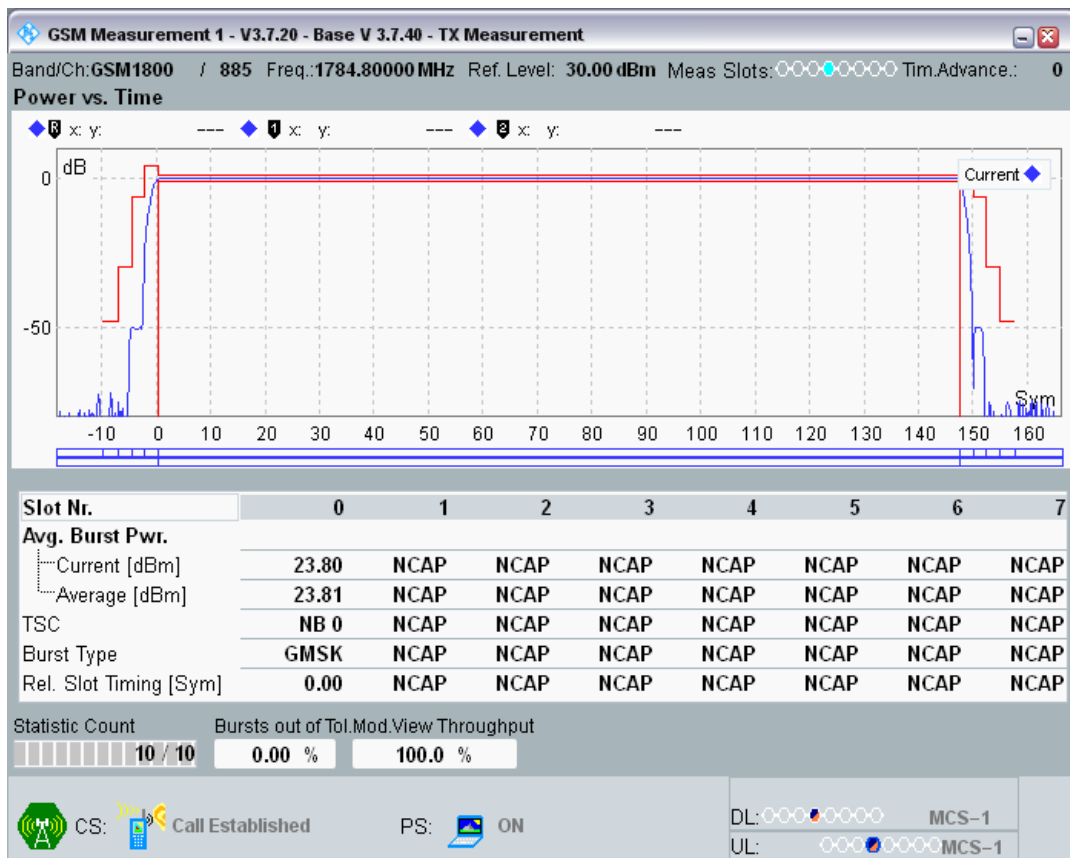 GSM Measurement 1 - V3.7.20 - Base V 3.7.40 - TX Measurement
Band/Ch:GSM1800 / 885 Freq.:1784.80000 MHz Ref. Level: 30.00 dBm Meas Slots: Tim.Advance.: 0
Power vs. Time
R x: y: --- 1 x: y: --- 2 x: y: ---
dB
Current
0
-50
Sym
-10 0 10 20 30 40 50 60 70 80 90 100 110 120 130 140 150 160
Slot Nr. 0 1 2 3 4 5 6 7
Avg. Burst Pwr.
Current [dBm] 23.80 NCAP NCAP NCAP NCAP NCAP NCAP NCAP
Average [dBm] 23.81 NCAP NCAP NCAP NCAP NCAP NCAP NCAP
TSC NB 0 NCAP NCAP NCAP NCAP NCAP NCAP NCAP
Burst Type GMSK NCAP NCAP NCAP NCAP NCAP NCAP NCAP
Rel. Slot Timing [Sym] 0.00 NCAP NCAP NCAP NCAP NCAP NCAP NCAP
Statistic Count Bursts out of Tol.Mod.View Throughput
10 / 10 0.00 % 100.0 %
CS: Call Established PS: ON
DL: MCS-1
UL: MCS-1